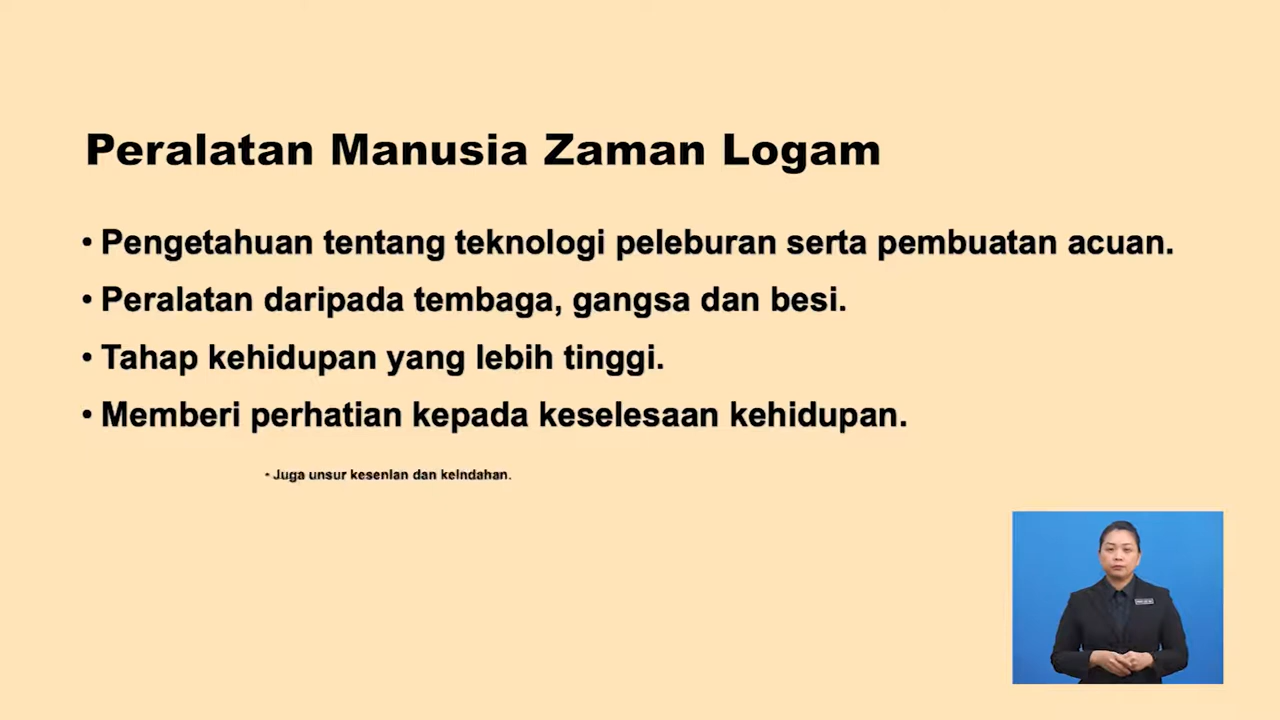 Peralatan Manusia Zaman Logam
• Pengetahuan tentang teknologi peleburan serta pembuatan acuan.
• Peralatan daripada tembaga, gangsa dan besi.
• Tahap kehidupan yang lebih tinggi.
• Memberi perhatian kepada keselesaan kehidupan.
• Juga unsur kesenian dan keindahan.